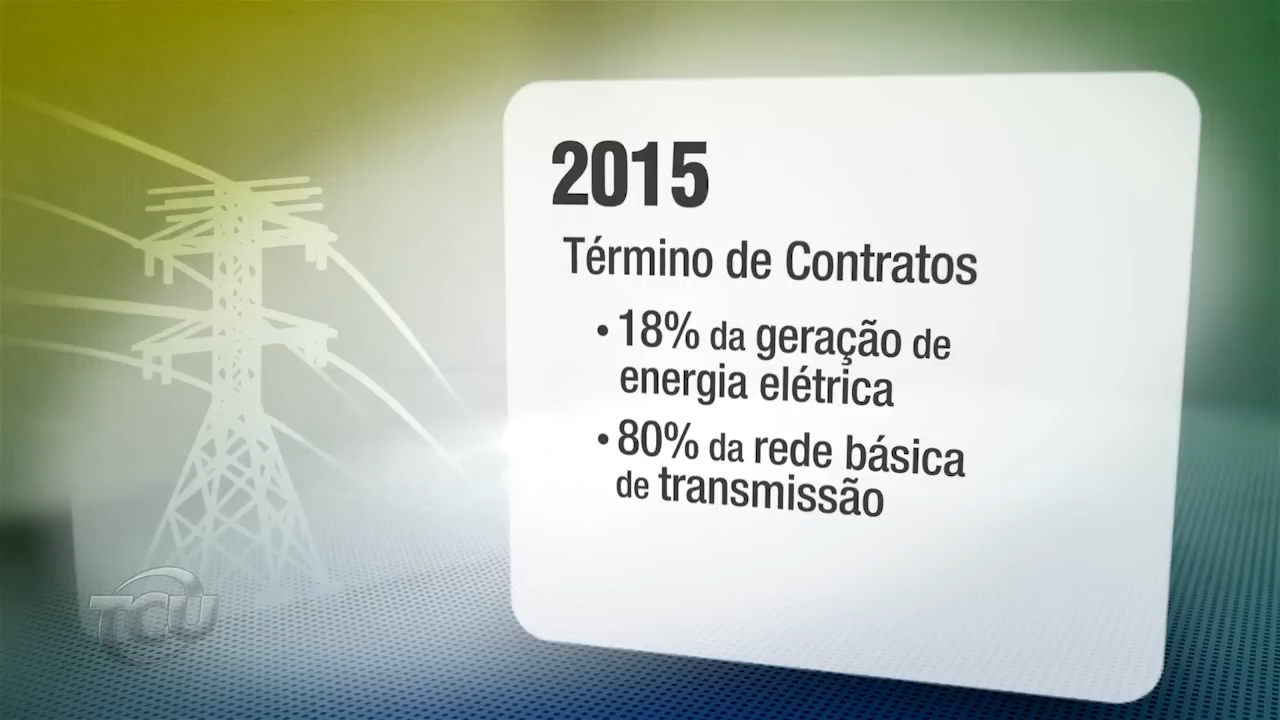 2015
Término de Contratos
• 18% da geração de
energia elétrica
• 80% da rede básica
de transmissão
TCU